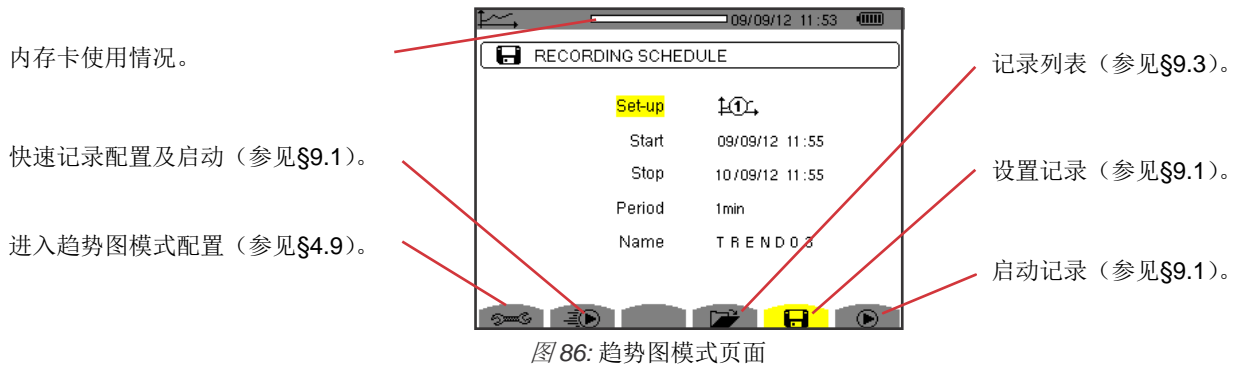 09/09/12 11:53
内存卡使用情况。
RECORDING SCHEDULE
记录列表（参见§9.3）。
Set-up 1
Start 09/09/12 11:55
快速记录配置及启动（参见§9.1）。
Stop 10/09/12 11:55
设置记录（参见§9.1）。
Period 1min
进入趋势图模式配置（参见§4.9）。
Name TREND03
启动记录（参见§9.1）。
图 86: 趋势图模式页面